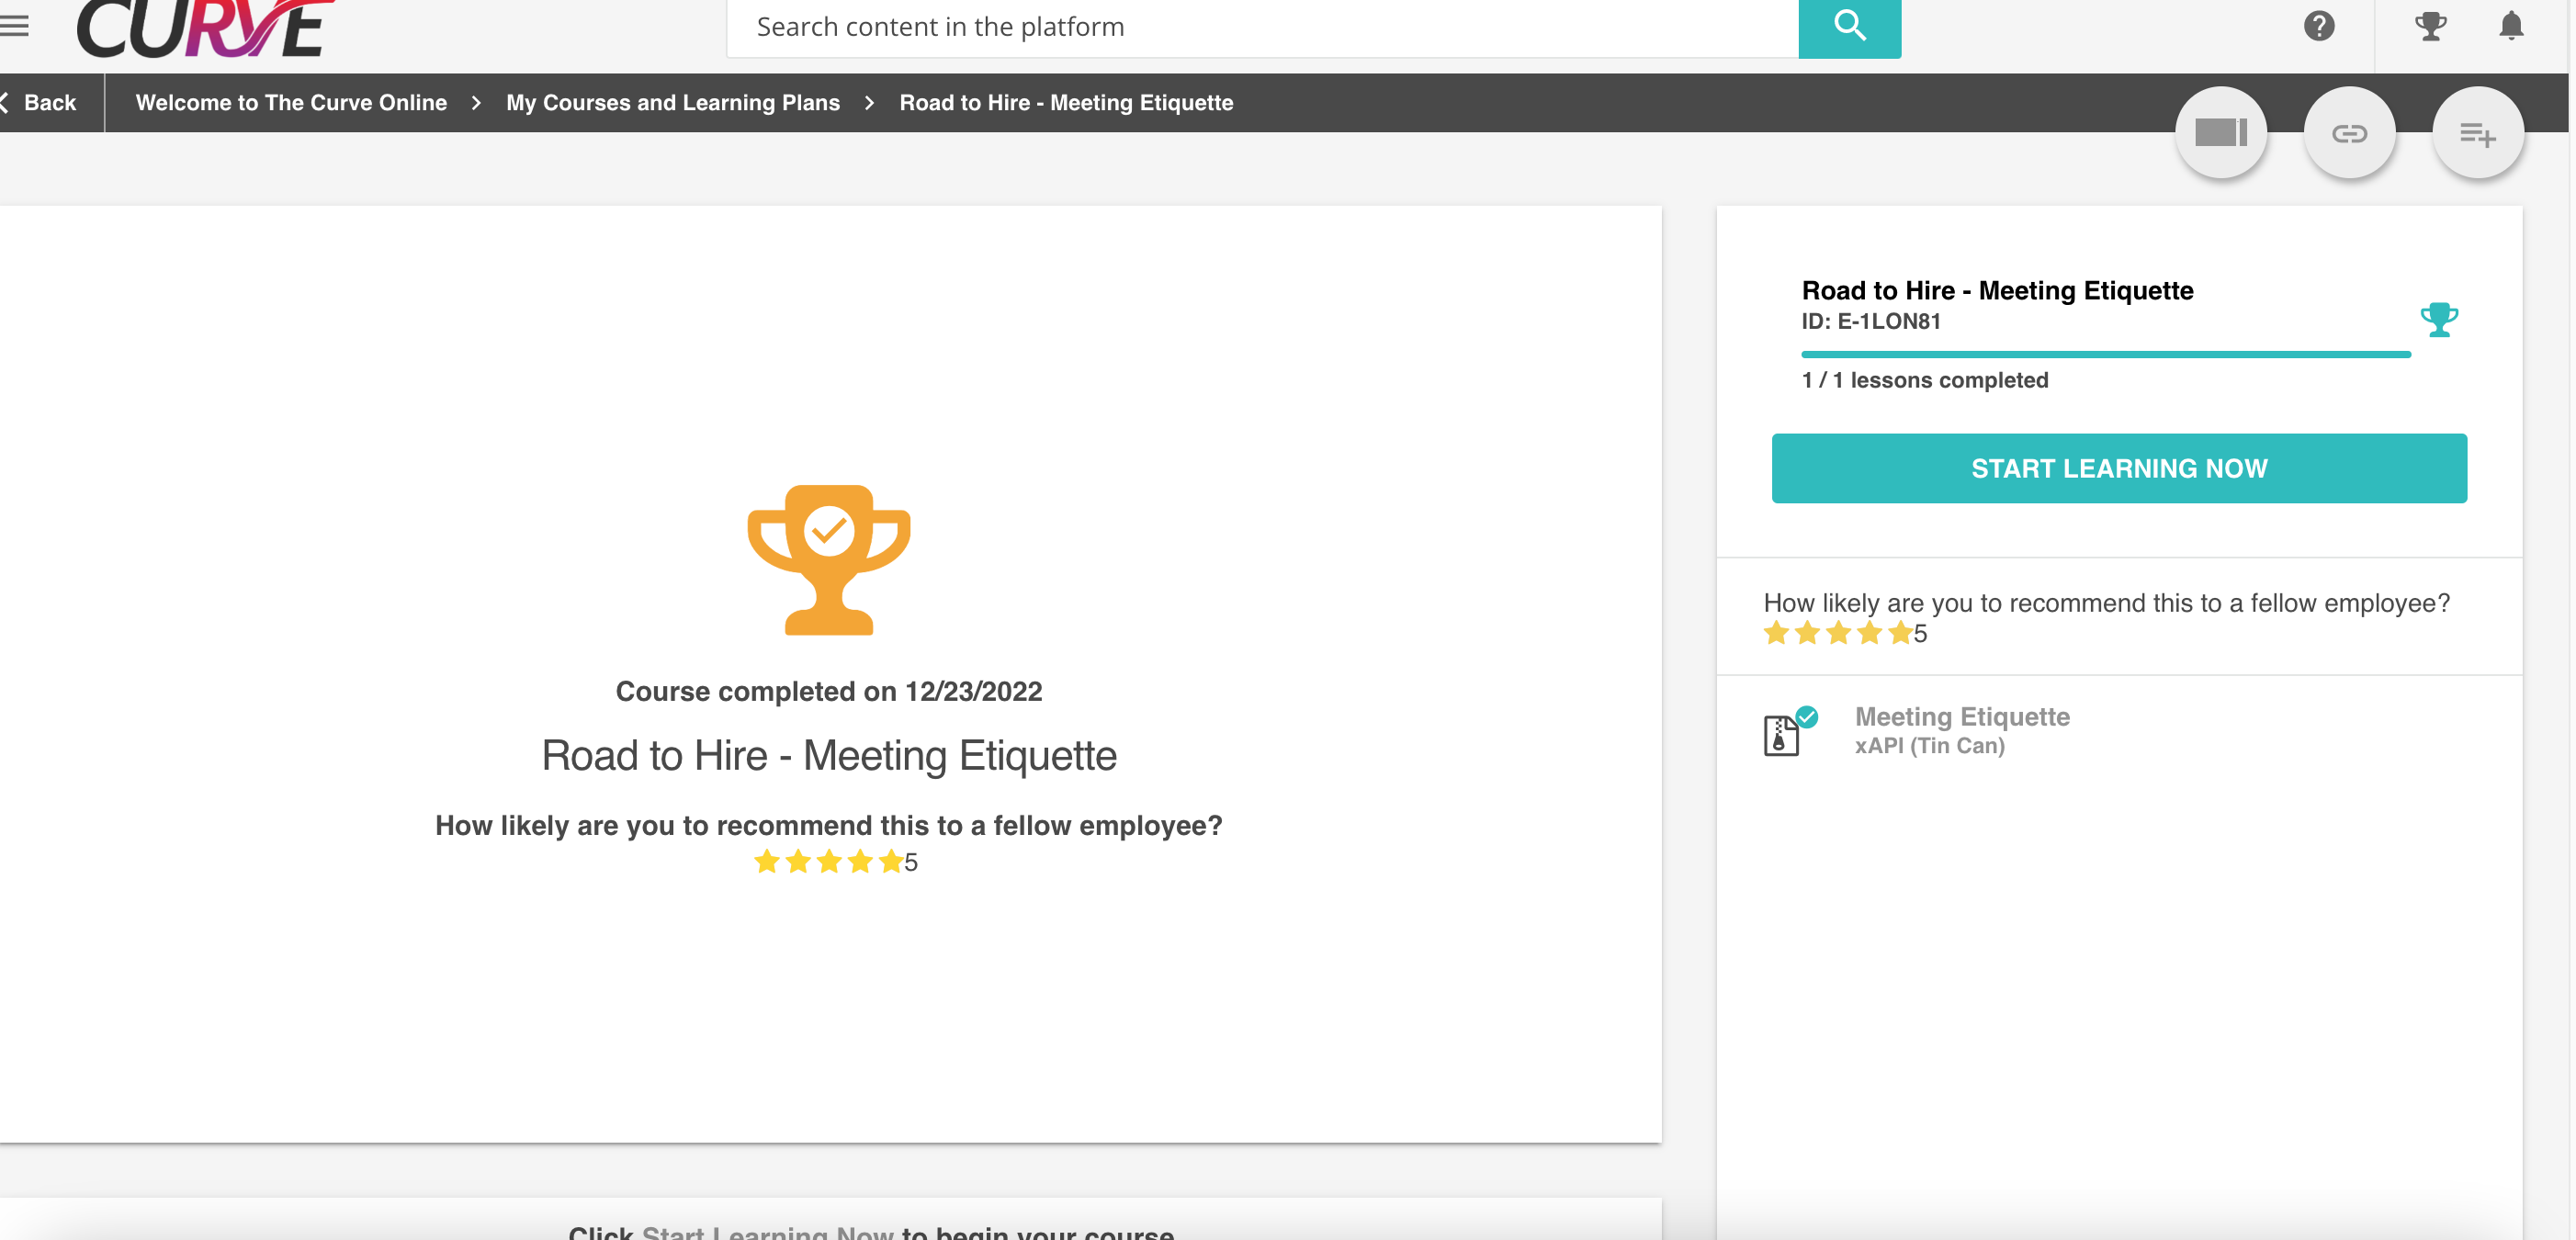 CURVE
Search content in the platform
Back
Welcome to The Curve Online > My Courses and Learning Plans > Road to Hire - Meeting Etiquette
Course completed on 12/23/2022
Road to Hire - Meeting Etiquette
How likely are you to recommend this to a fellow employee?
5
Road to Hire - Meeting Etiquette
ID: E-1LON81
1 / 1 lessons completed
START LEARNING NOW
How likely are you to recommend this to a fellow employee?
5
Meeting Etiquette
xAPI (Tin Can)
Click Start Learning Now to begin your course